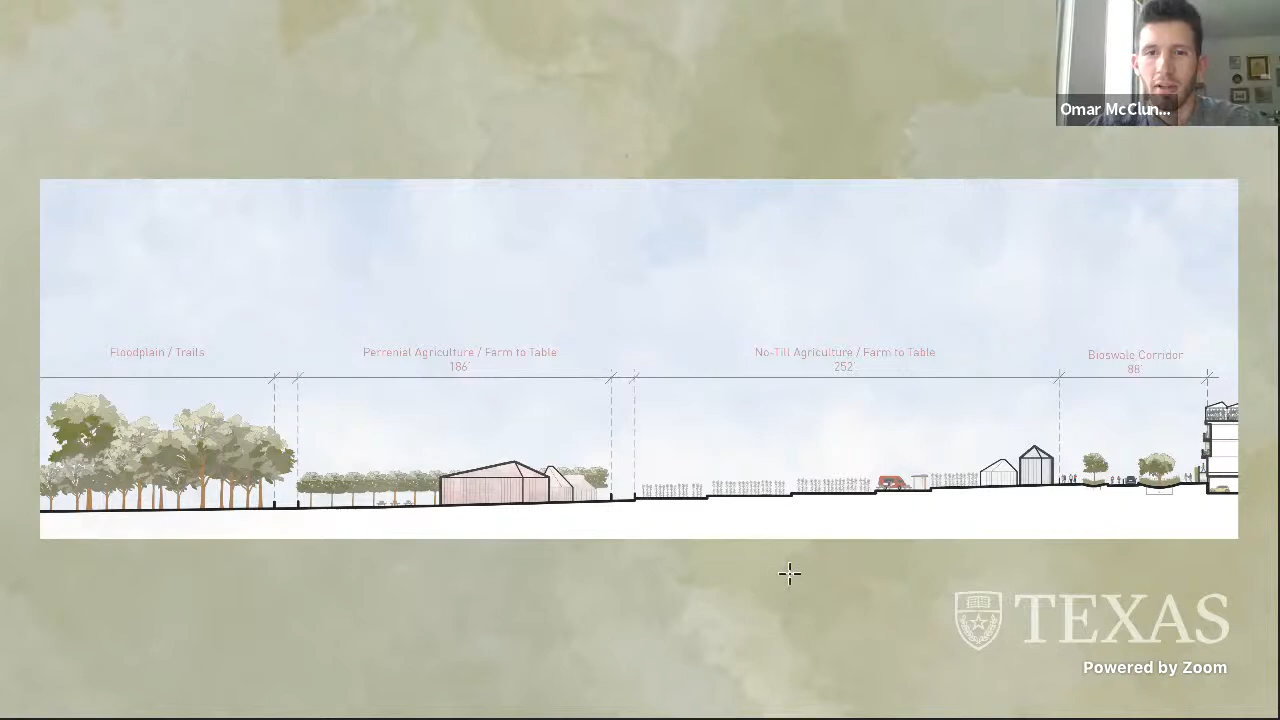 Omar McClun...
Floodplain / Trails
Perrenial Agriculture / Farm to Table
186'
No-Till Agriculture / Farm to Table
252
Bioswale Corridor
88'
TEXAS
Powered by Zoom